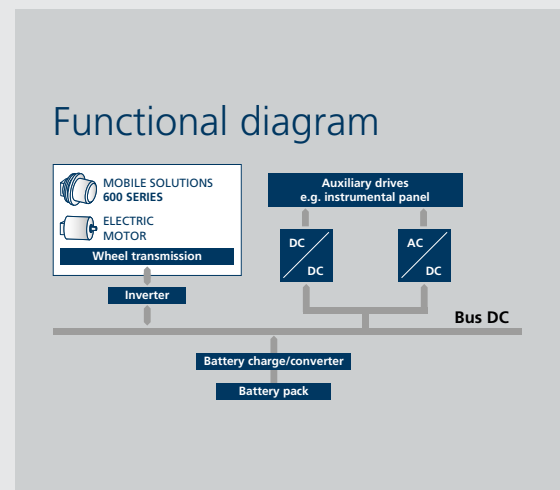 Functional diagram
MOBILE SOLUTIONS
600 SERIES
ELECTRIC
MOTOR
Wheel transmission
Inverter
Auxiliary drives
e.g. instrumental panel
DC
DC
AC
DC
Bus DC
Battery charge/converter
Battery pack